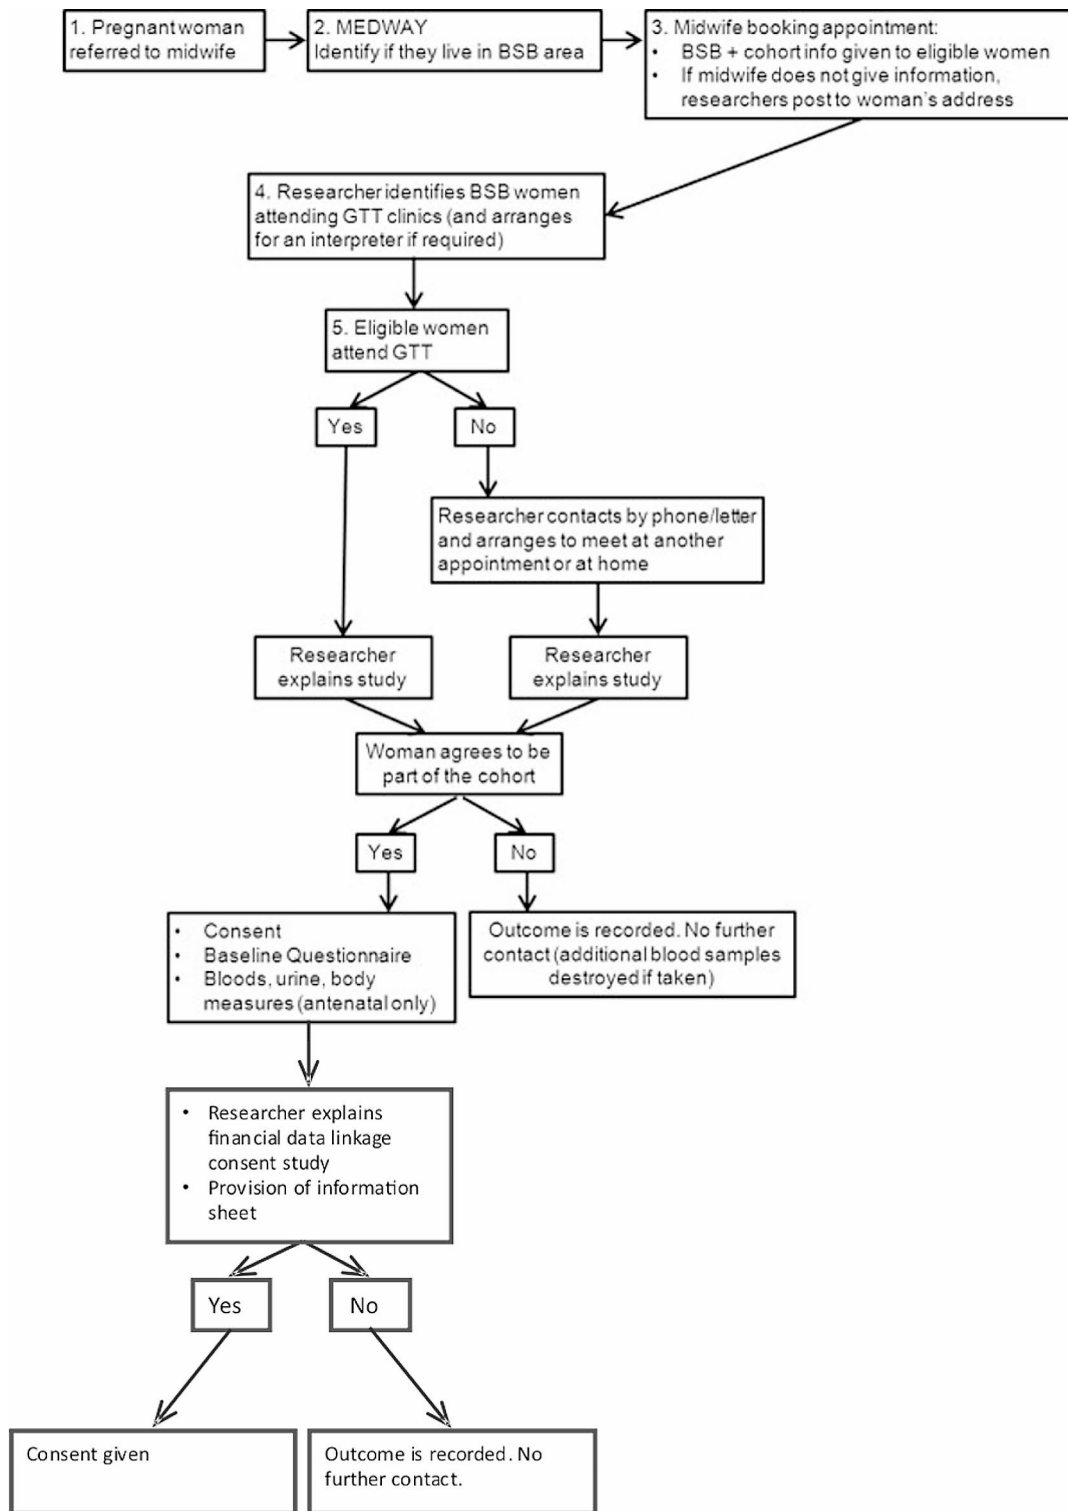 1. Pregnant woman
referred to midwife
2. MEDWAY
Identify if they live in BSB area
3. Midwife booking appointment:
• BSB + cohort info given to eligible women
• If midwife does not give information,
researchers post to woman's address
4. Researcher identifies BSB women
attending GTT clinics (and arranges
for an interpreter if required)
5. Eligible women
attend GTT
Yes
No
Researcher contacts by phone/letter
and arranges to meet at another
appointment or at home
Researcher
explains study
Researcher
explains study
Woman agrees to be
part of the cohort
Yes
No
• Consent
• Baseline Questionnaire
• Bloods, urine, body
measures (antenatal only)
Outcome is recorded. No further
contact (additional blood samples
destroyed if taken)
• Researcher explains
financial data linkage
consent study
• Provision of information
sheet
Yes
No
Consent given
Outcome is recorded. No
further contact.